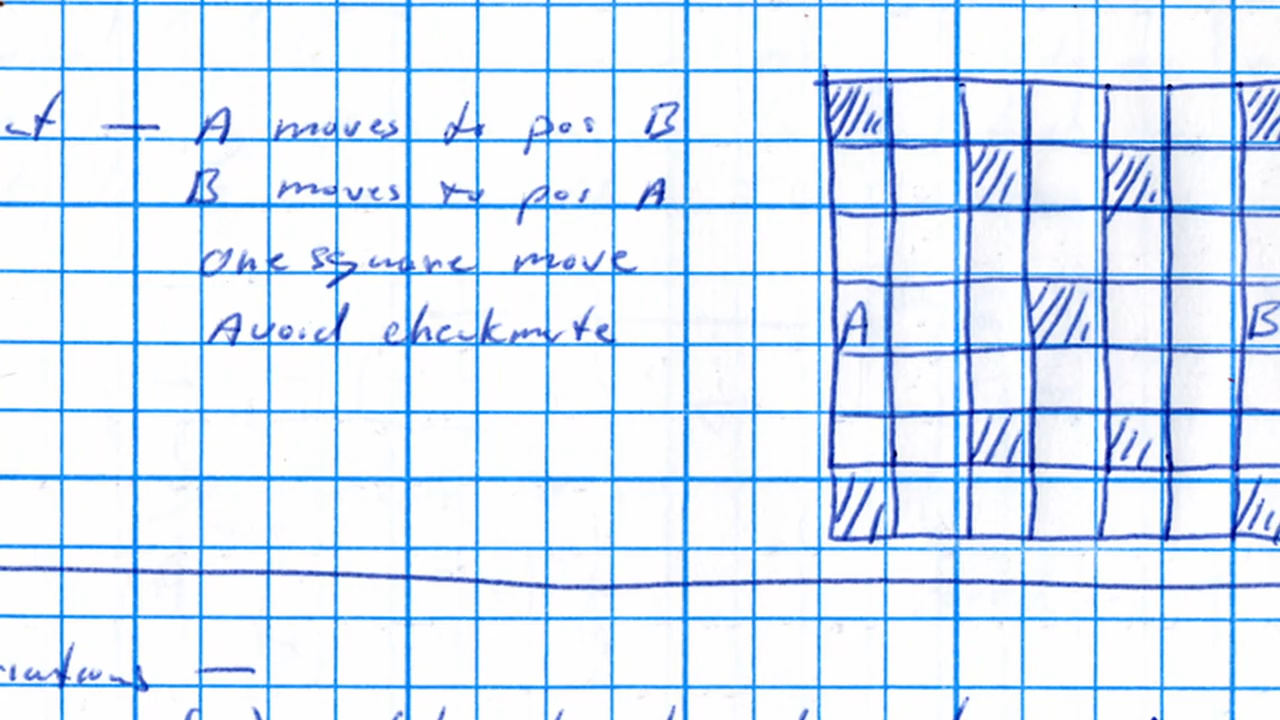 — A moves to pos B
B moves to pos A
One square move
Avoid checkmate
A B
—